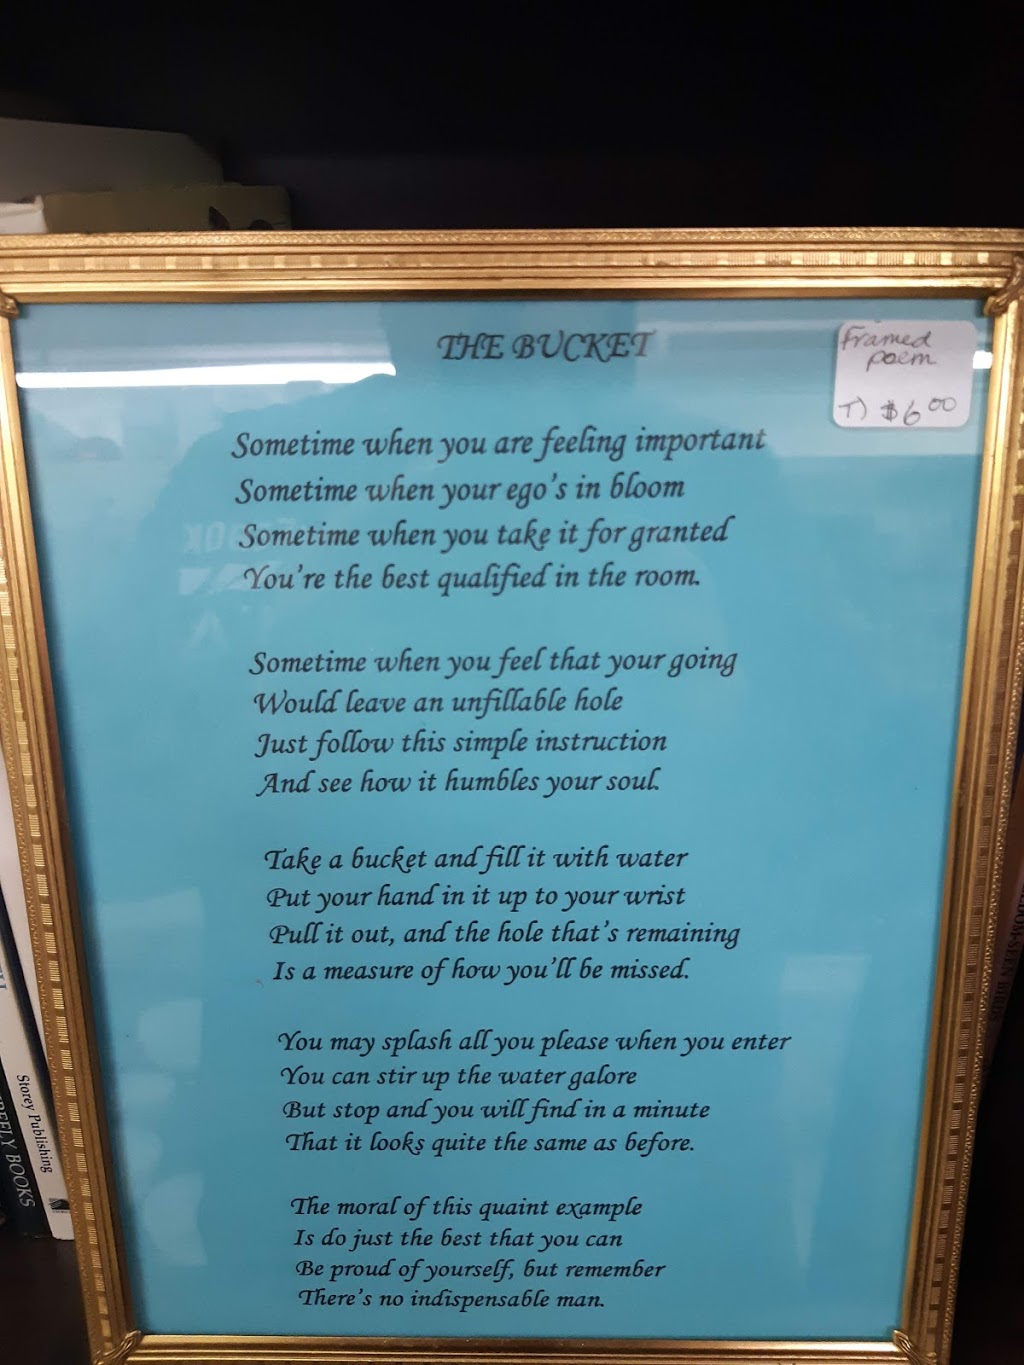 THE BUCKET
Framed
poem
T) $6 00
Sometime when you are feeling important
Sometime when your ego's in bloom
Sometime when you take it for granted
You're the best qualified in the room.
Sometime when you feel that your going
Would leave an unfillable hole
Just follow this simple instruction
And see how it humbles your soul.
Take a bucket and fill it with water
Put your hand in it up to your wrist
Pull it out, and the hole that's remaining
Is a measure of how you'll be missed.
You may splash all you please when you enter
You can stir up the water galore
But stop and you will find in a minute
That it looks quite the same as before.
The moral of this quaint example
Is do just the best that you can
Be proud of yourself, but remember
There's no indispensable man.
Storey Publishing
BOOKS